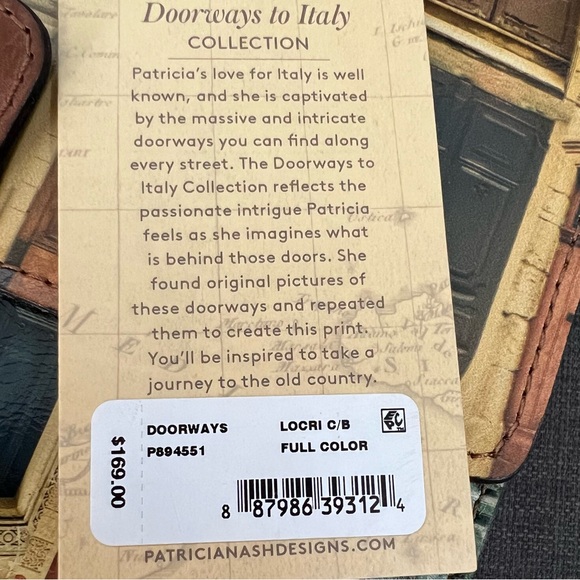 Doorways to Italy
COLLECTION
Patricia's love for Italy is well
known, and she is captivated
by the massive and intricate
doorways you can find along
every street. The Doorways to
Italy Collection reflects the
passionate intrigue Patricia
feels as she imagines what
is behind those doors. She
found original pictures of
these doorways and repeated
them to create this print.
You'll be inspired to take a
journey to the old country.
DOORWAYS LOCRI C/B
P894551 FULL COLOR
$169.00
8 87986 39312 4
PATRICIANASHDESIGNS.COM